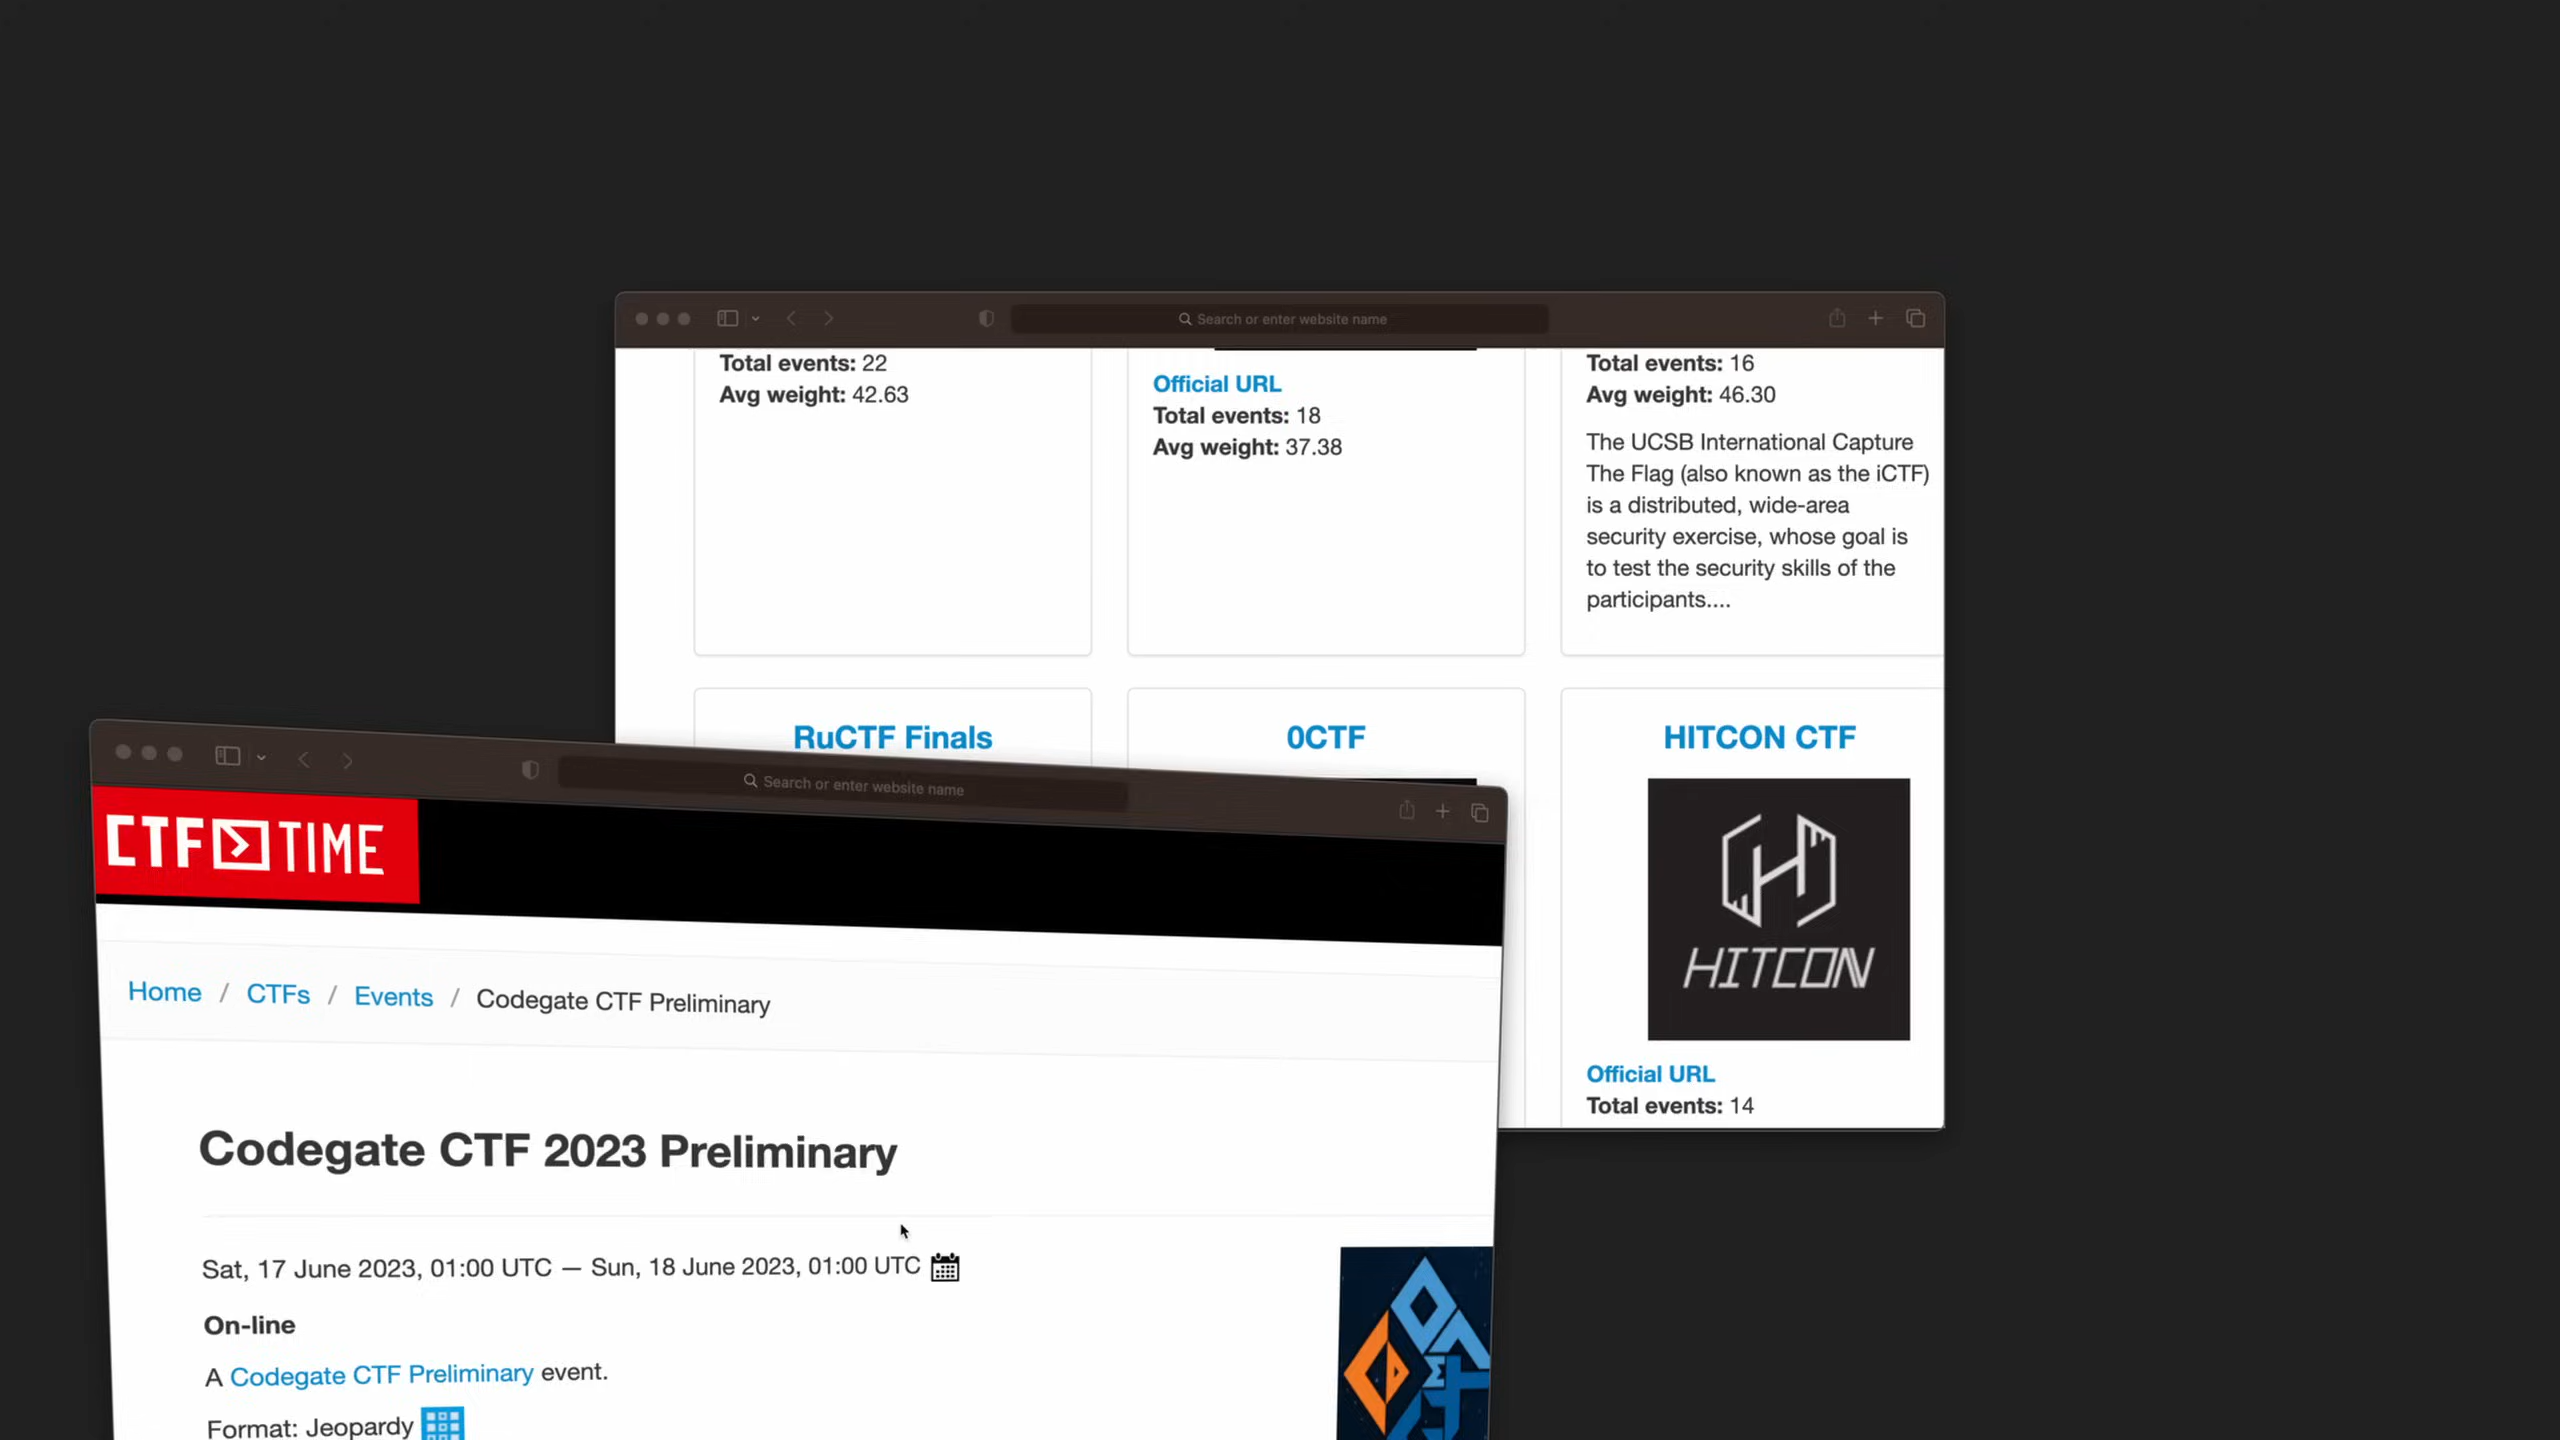 Search or enter website name
Total events: 22
Avg weight: 42.63
Official URL
Total events: 18
Avg weight: 37.38
Total events: 16
Avg weight: 46.30
The UCSB International Capture
The Flag (also known as the iCTF)
is a distributed, wide-area
security exercise, whose goal is
to test the security skills of the
participants....
RuCTF Finals
0CTF
HITCON CTF
HITCON
Official URL
Total events: 14
Search or enter website name
CTF TIME
Home / CTFs / Events / Codegate CTF Preliminary
Codegate CTF 2023 Preliminary
Sat, 17 June 2023, 01:00 UTC — Sun, 18 June 2023, 01:00 UTC
On-line
A Codegate CTF Preliminary event.
Format: Jeopardy